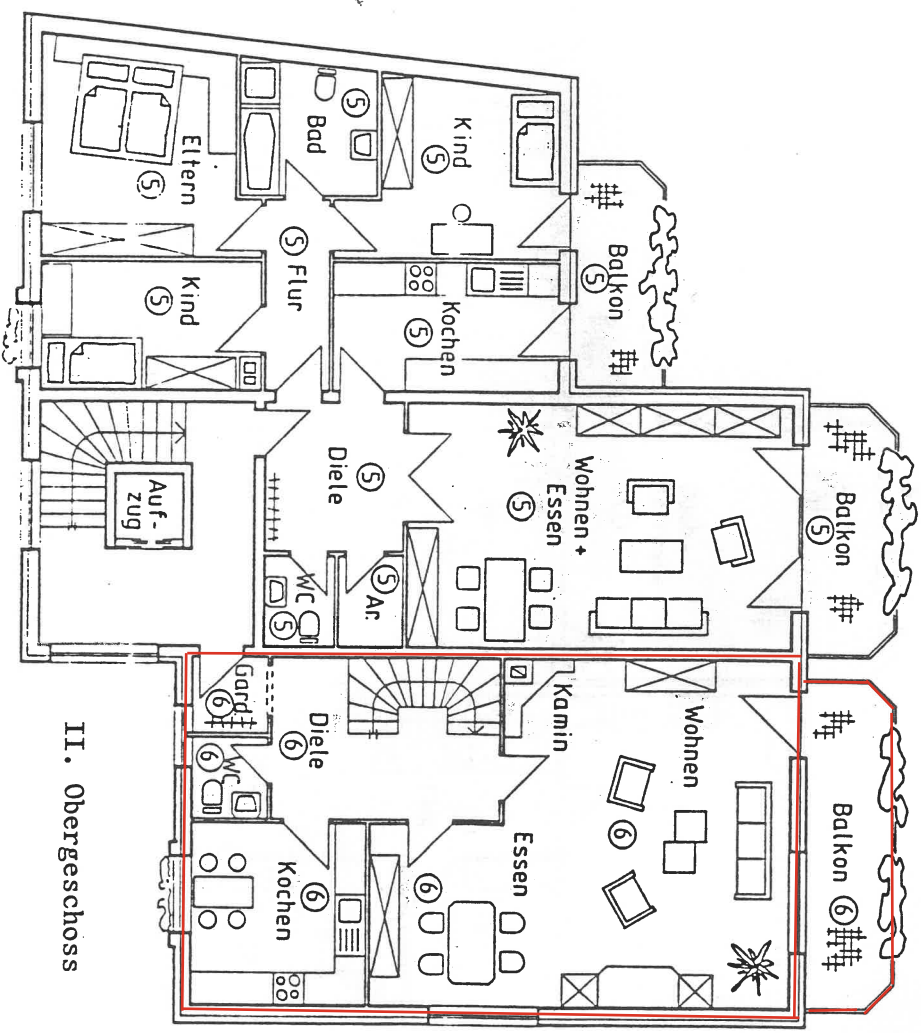 Eltern
5
Bad
5
Kind
5
Balkon
5
Flur
5
Kind
5
Kochen
5
Diele
5
Wohnen +
Essen
5
Balkon
5
Auf-
zug
WC
5
Ar.
5
Gard
6
WC
6
Diele
6
Kamin
Wohnen
6
Essen
6
Kochen
6
Balkon 6
II. Obergeschoss